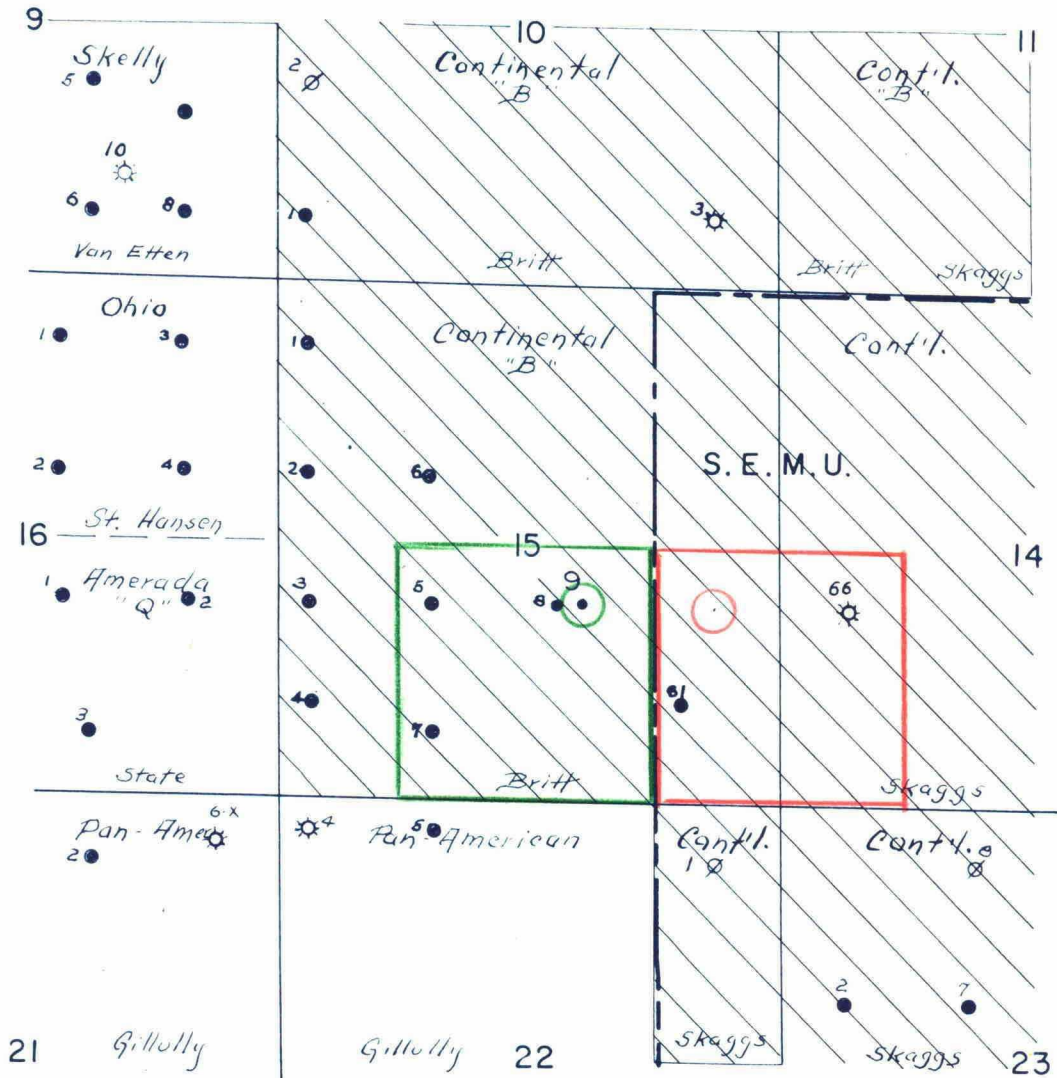 9
10
11
Skelly
5
10
6
8
Van Etten
2
Continental
"B"
Cont'l.
"B"
1
3
Britt
Britt
Skaggs
Ohio
1
3
2
4
St. Hansen
1
Continental
"B"
Cont'l.
2
6
S.E.M.U.
16
15
14
1
Amerada
"Q"
2
3
State
3
5
8
9
66
4
7
61
Britt
Skaggs
Pan-Amer
6-X
2
4
Pan-American
5
Cont'l.
1
Cont'l.
2
7
21
Gillully
Gillully
22
Skaggs
Skaggs
23